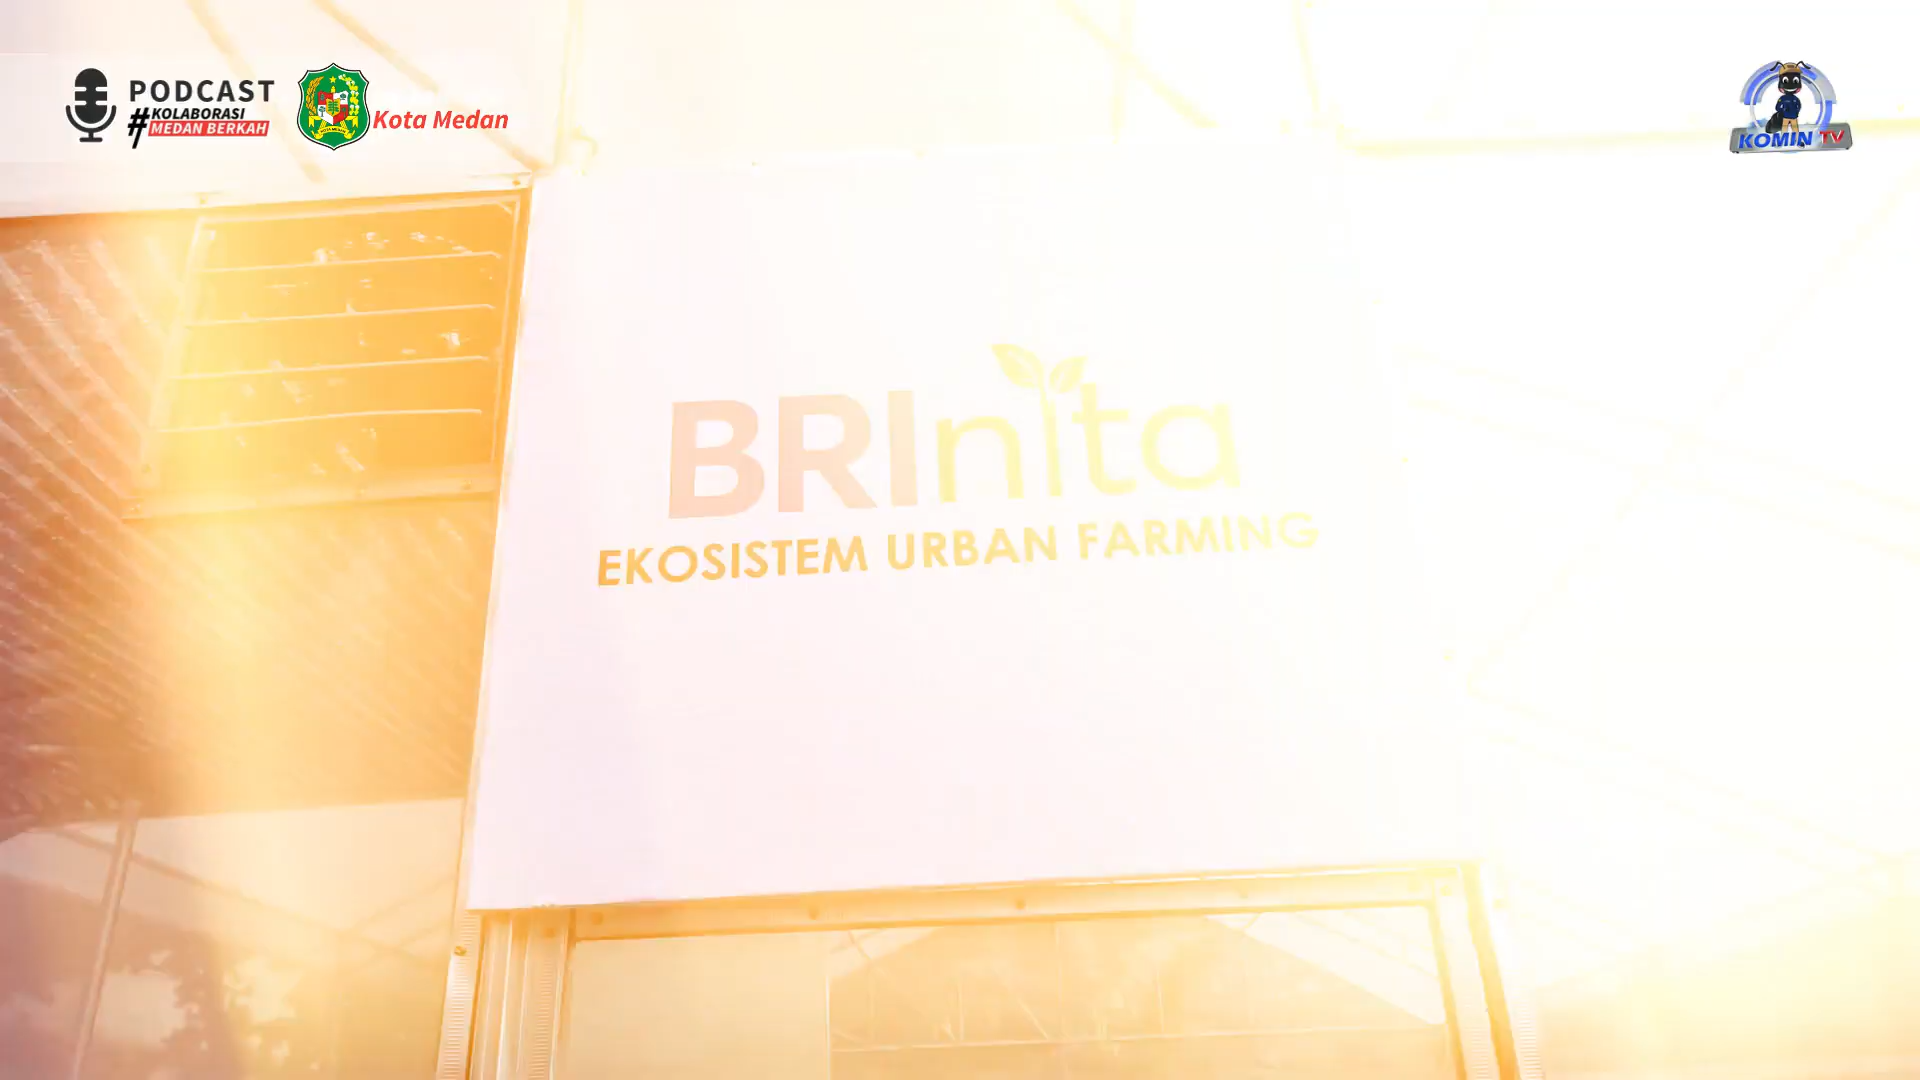 PODCAST
#KOLABORASI
MEDAN BERKAH
Kota Medan
KOMIN TV
BRInita
EKOSISTEM URBAN FARMING